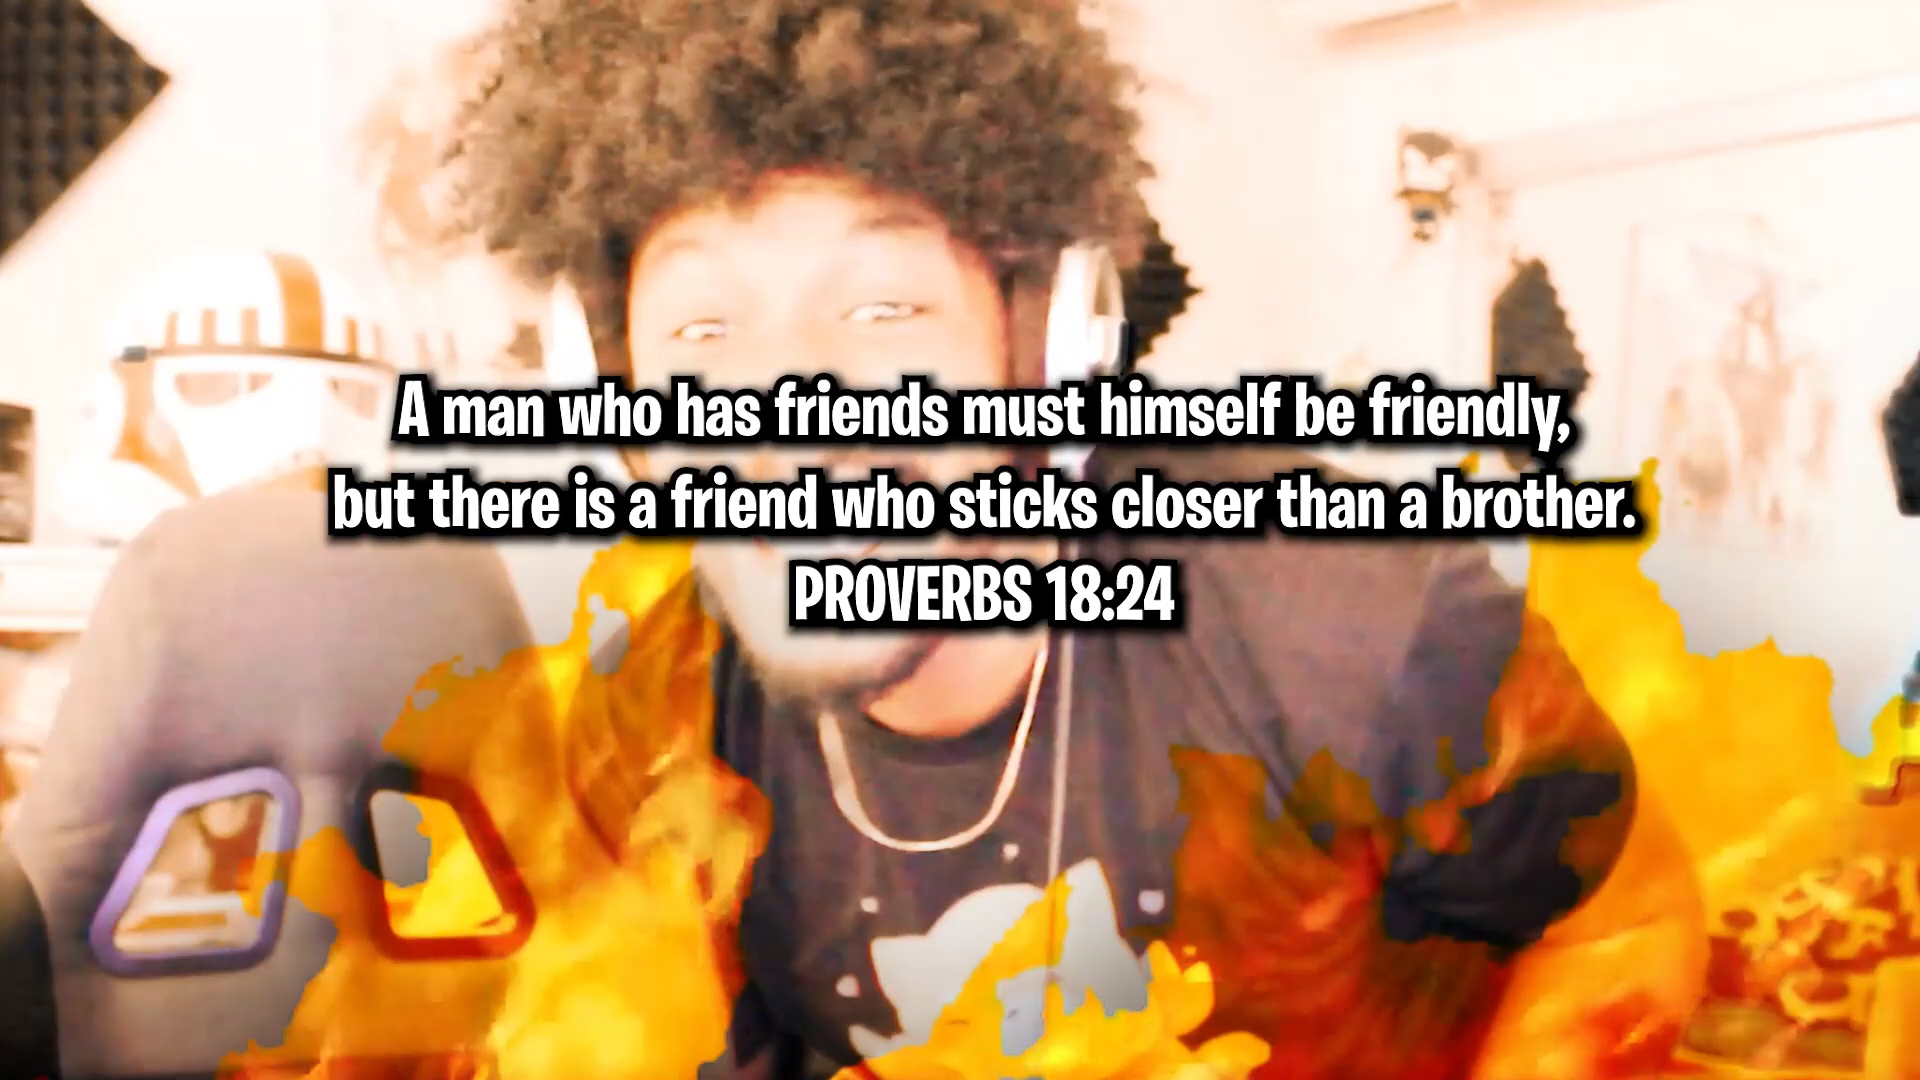 A man who has friends must himself be friendly,
but there is a friend who sticks closer than a brother.
PROVERBS 18:24